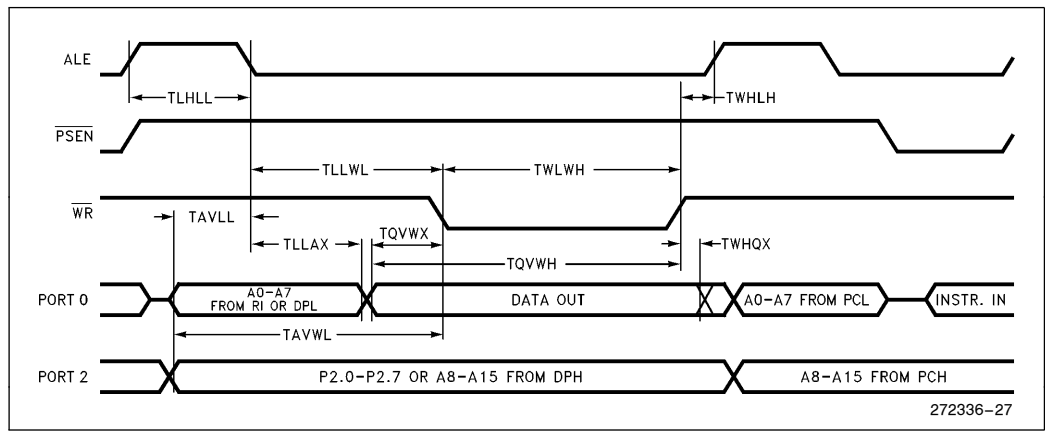 ALE
TLHLL
TWHLH
PSEN
TLLWL
TWLWH
WR
TAVLL
TQVWX
TLLAX
TWHQX
TQVWH
PORT 0
A0–A7
FROM RI OR DPL
DATA OUT
A0–A7 FROM PCL
INSTR. IN
TAVWL
PORT 2
P2.0–P2.7 OR A8–A15 FROM DPH
A8–A15 FROM PCH
272336–27